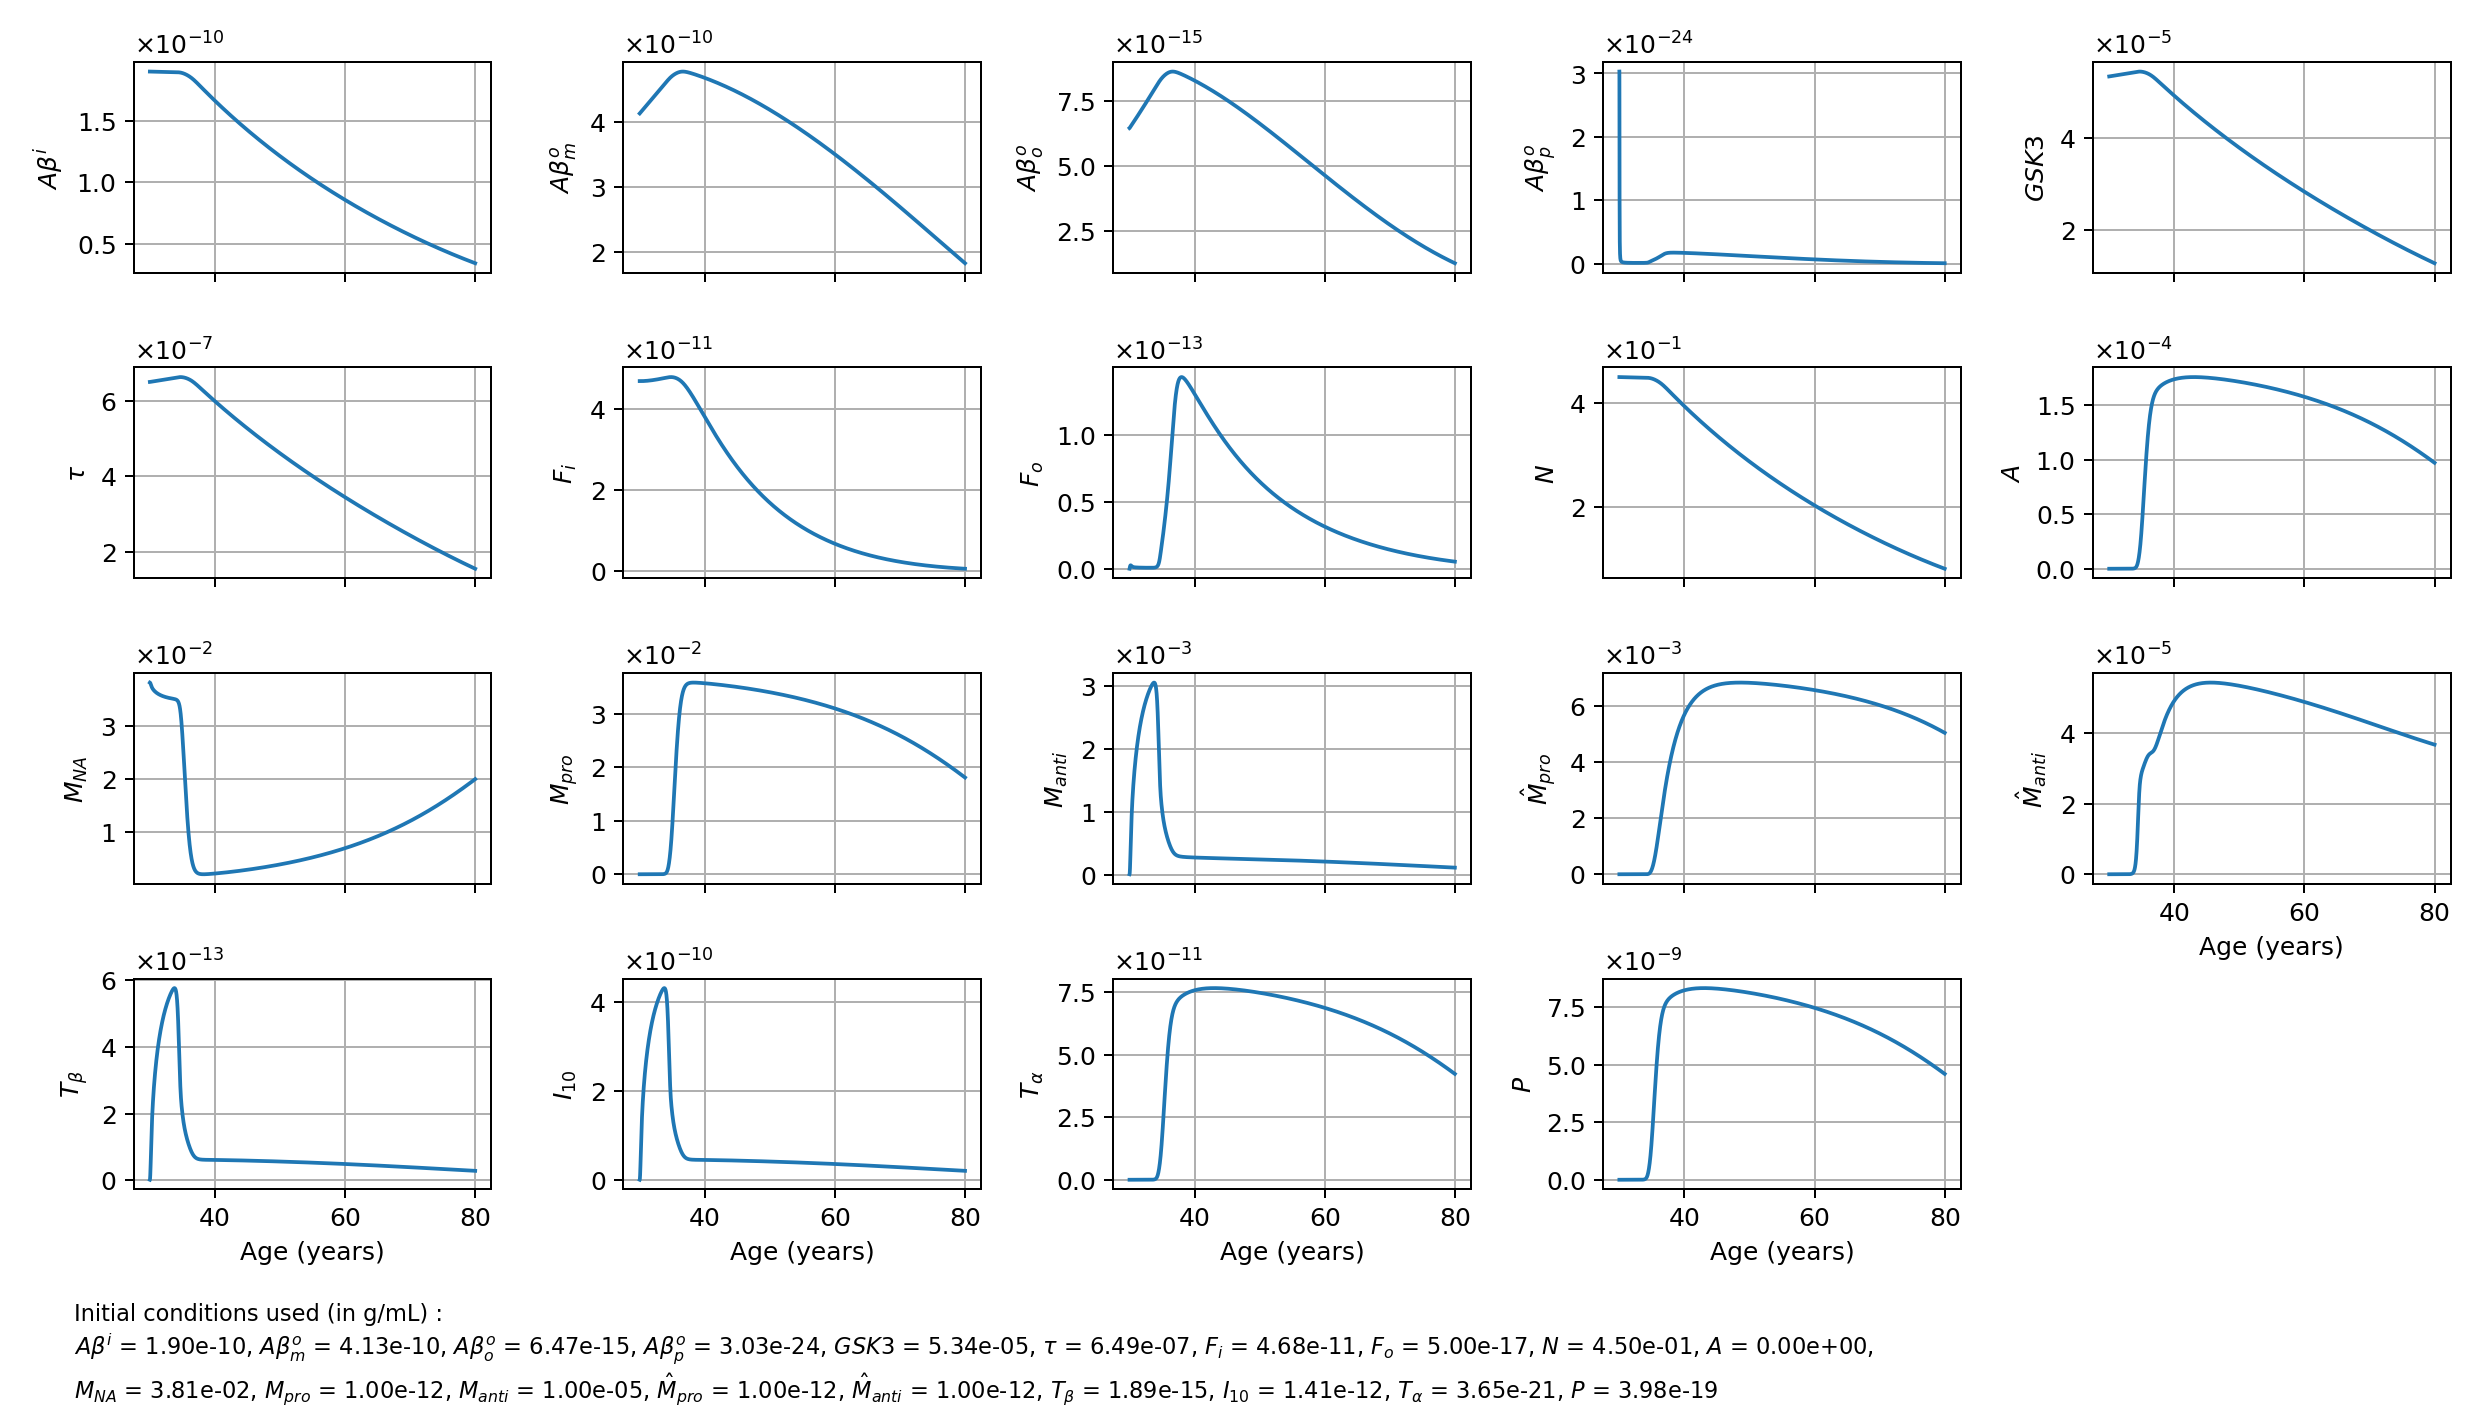 ×10⁻¹⁰ ×10⁻¹⁰ ×10⁻¹⁵ ×10⁻²⁴ ×10⁻⁵
Aβⁱ 1.5 1.0 0.5
Aβₘᵒ 4 3 2
Aβₒᵒ 7.5 5.0 2.5
Aβₚᵒ 3 2 1 0
GSK3 4 2
×10⁻⁷ ×10⁻¹¹ ×10⁻¹³ ×10⁻¹ ×10⁻⁴
τ 6 4 2
Fᵢ 4 2 0
Fₒ 1.0 0.5 0.0
N 4 2
A 1.5 1.0 0.5 0.0
×10⁻² ×10⁻² ×10⁻³ ×10⁻³ ×10⁻⁵
M_NA 3 2 1
M_pro 3 2 1 0
M_anti 3 2 1 0
M̂_pro 6 4 2 0
M̂_anti 4 2 0
40 60 80
Age (years)
×10⁻¹³ ×10⁻¹⁰ ×10⁻¹¹ ×10⁻⁹
T_β 6 4 2 0
I₁₀ 4 2 0
T_α 7.5 5.0 2.5 0.0
P 7.5 5.0 2.5 0.0
40 60 80 40 60 80 40 60 80 40 60 80
Age (years) Age (years) Age (years) Age (years)
Initial conditions used (in g/mL) :
Aβⁱ = 1.90e-10, Aβₘᵒ = 4.13e-10, Aβₒᵒ = 6.47e-15, Aβₚᵒ = 3.03e-24, GSK3 = 5.34e-05, τ = 6.49e-07, Fᵢ = 4.68e-11, Fₒ = 5.00e-17, N = 4.50e-01, A = 0.00e+00,
M_NA = 3.81e-02, M_pro = 1.00e-12, M_anti = 1.00e-05, M̂_pro = 1.00e-12, M̂_anti = 1.00e-12, T_β = 1.89e-15, I₁₀ = 1.41e-12, T_α = 3.65e-21, P = 3.98e-19